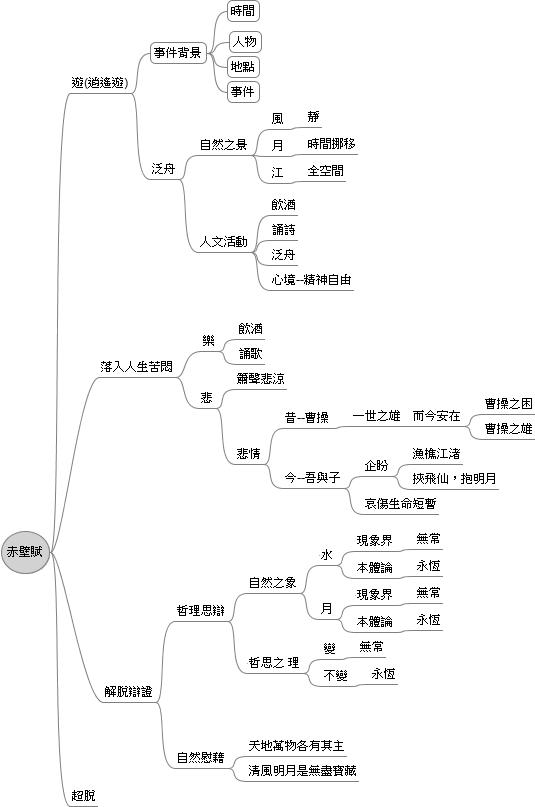 赤壁賦
遊(逍遙遊)
事件背景
時間
人物
地點
事件
泛舟
自然之景
風 靜
月 時間挪移
江 全空間
人文活動
飲酒
誦詩
泛舟
心境--精神自由
落入人生苦悶
樂
飲酒
誦歌
悲
簫聲悲涼
悲情
昔--曹操 一世之雄 而今安在
曹操之困
曹操之雄
今--吾與子
企盼
漁樵江渚
挾飛仙，抱明月
哀傷生命短暫
解脫辯證
哲理思辯
自然之象
水
現象界 無常
本體論 永恆
月
現象界 無常
本體論 永恆
哲思之 理
變 無常
不變 永恆
自然慰藉
天地萬物各有其主
清風明月是無盡寶藏
超脫